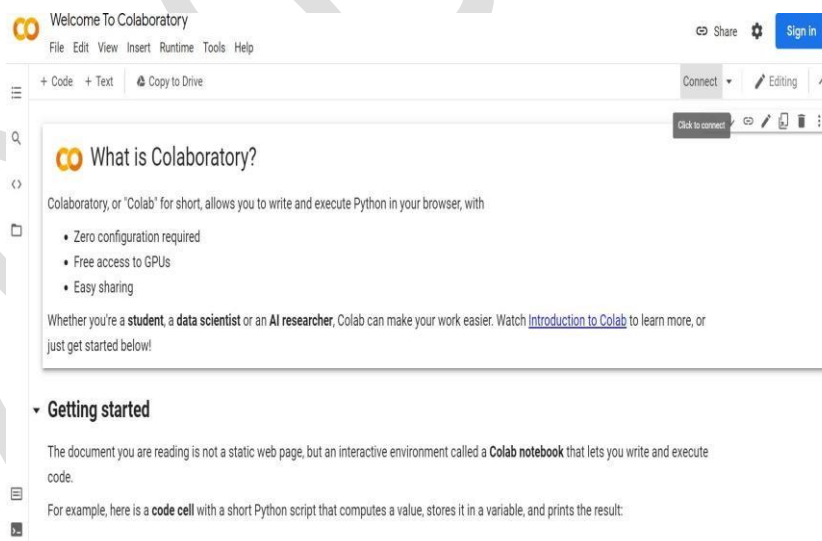 Welcome To Colaboratory
Share
Sign in
File Edit View Insert Runtime Tools Help
+ Code + Text Copy to Drive
Connect
Editing
Click to connect
CO What is Colaboratory?
Colaboratory, or "Colab" for short, allows you to write and execute Python in your browser, with
• Zero configuration required
• Free access to GPUs
• Easy sharing
Whether you're a student, a data scientist or an AI researcher, Colab can make your work easier. Watch Introduction to Colab to learn more, or
just get started below!
Getting started
The document you are reading is not a static web page, but an interactive environment called a Colab notebook that lets you write and execute
code.
For example, here is a code cell with a short Python script that computes a value, stores it in a variable, and prints the result: